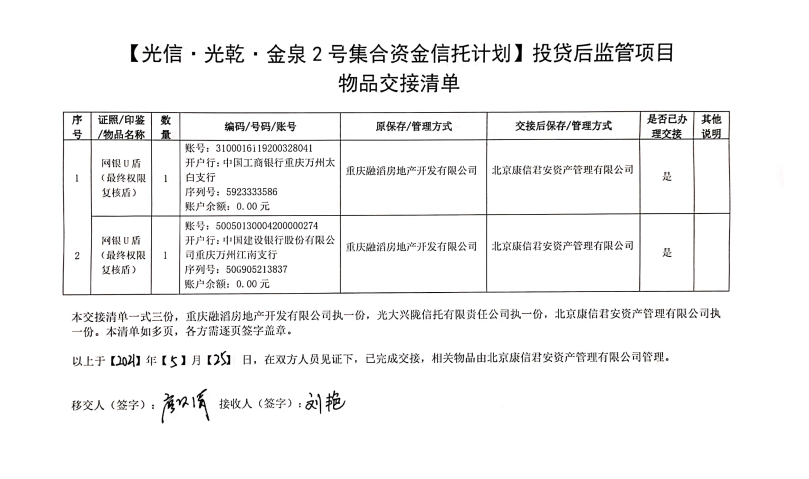 【光信·光乾·金泉2号集合资金信托计划】投贷后监管项目
物品交接清单
序号 证照/印鉴/物品名称 数量 编码/号码/账号 原保存/管理方式 交接后保存/管理方式 是否已办理交接 其他说明
1 网银U盾（最终权限复核盾） 1 账号：3100016119200328041
开户行：中国工商银行重庆万州太白支行
序列号：5923333586
账户余额：0.00元 重庆融滔房地产开发有限公司 北京康信君安资产管理有限公司 是
2 网银U盾（最终权限复核盾） 1 账号：50050130004200000274
开户行：中国建设银行股份有限公司重庆万州江南支行
序列号：50G905213837
账户余额：0.00元 重庆融滔房地产开发有限公司 北京康信君安资产管理有限公司 是
本交接清单一式三份，重庆融滔房地产开发有限公司执一份，光大兴陇信托有限责任公司执一份，北京康信君安资产管理有限公司执
一份。本清单如多页，各方需逐页签字盖章。
以上于【2021】年【5】月【25】日，在双方人员见证下，已完成交接，相关物品由北京康信君安资产管理有限公司管理。
移交人（签字）： 接收人（签字）：刘艳